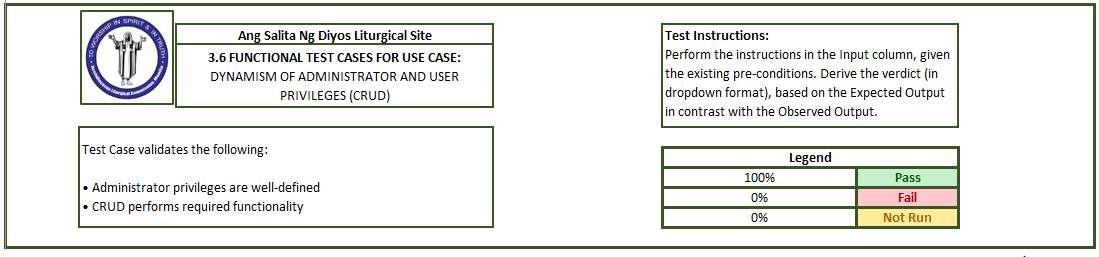 TO WORSHIP IN SPIRIT & IN TRUTH
Ang Salita Ng Diyos Liturgical Site
3.6 FUNCTIONAL TEST CASES FOR USE CASE:
DYNAMISM OF ADMINISTRATOR AND USER
PRIVILEGES (CRUD)
Test Case validates the following:
• Administrator privileges are well-defined
• CRUD performs required functionality
Test Instructions:
Perform the instructions in the Input column, given
the existing pre-conditions. Derive the verdict (in
dropdown format), based on the Expected Output
in contrast with the Observed Output.
Legend
100% Pass
0% Fail
0% Not Run